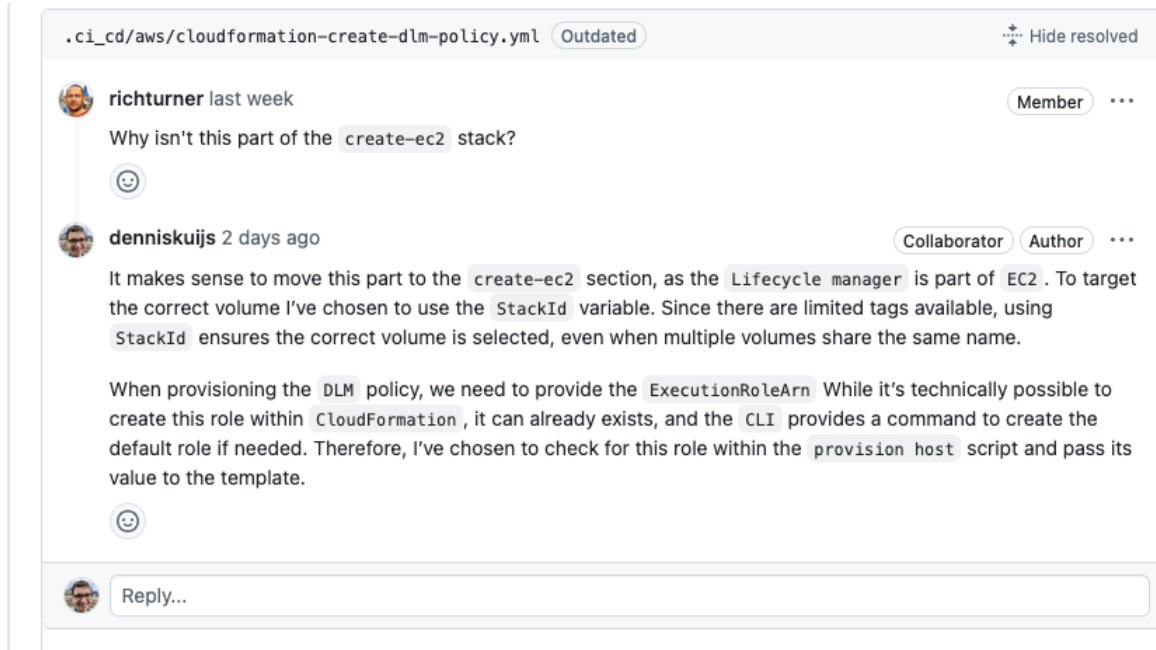 .ci_cd/aws/cloudformation-create-dlm-policy.yml Outdated Hide resolved
richturner last week Member
Why isn't this part of the create-ec2 stack?
denniskuijs 2 days ago Collaborator Author
It makes sense to move this part to the create-ec2 section, as the Lifecycle manager is part of EC2. To target
the correct volume I've chosen to use the StackId variable. Since there are limited tags available, using
StackId ensures the correct volume is selected, even when multiple volumes share the same name.
When provisioning the DLM policy, we need to provide the ExecutionRoleArn While it's technically possible to
create this role within CloudFormation, it can already exists, and the CLI provides a command to create the
default role if needed. Therefore, I've chosen to check for this role within the provision host script and pass its
value to the template.
Reply...